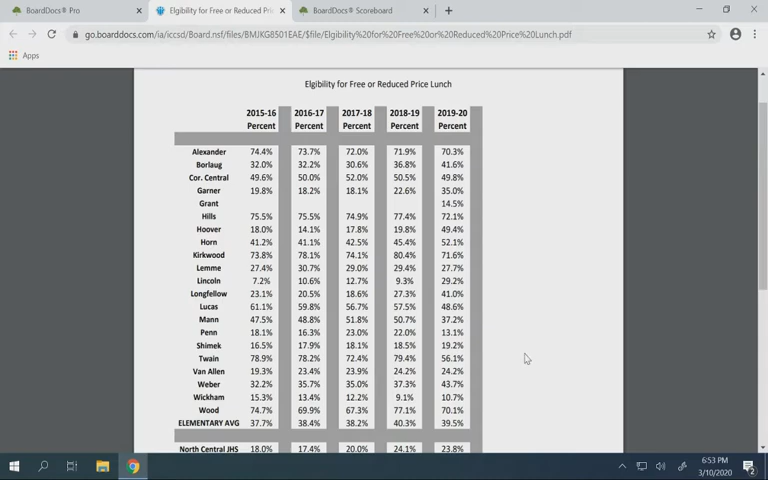 BoardDocs® Pro
Elgibility for Free or Reduced Pric
BoardDocs® Scoreboard
go.boarddocs.com/ia/iccsd/Board.nsf/files/BMJKG8501EAE/$file/Elgibility%20for%20Free%20or%20Reduced%20Price%20Lunch.pdf
Apps
Elgibility for Free or Reduced Price Lunch
2015-16 2016-17 2017-18 2018-19 2019-20
Percent Percent Percent Percent Percent
Alexander 74.4% 73.7% 72.0% 71.9% 70.3%
Borlaug 32.0% 32.2% 30.6% 36.8% 41.6%
Cor. Central 49.6% 50.0% 52.0% 50.5% 49.8%
Garner 19.8% 18.2% 18.1% 22.6% 35.0%
Grant 14.5%
Hills 75.5% 75.5% 74.9% 77.4% 72.1%
Hoover 18.0% 14.1% 17.8% 19.8% 49.4%
Horn 41.2% 41.1% 42.5% 45.4% 52.1%
Kirkwood 73.8% 78.1% 74.1% 80.4% 71.6%
Lemme 27.4% 30.7% 29.0% 29.4% 27.7%
Lincoln 7.2% 10.6% 12.7% 9.3% 29.2%
Longfellow 23.1% 20.5% 18.6% 27.3% 41.0%
Lucas 61.1% 59.8% 56.7% 57.5% 48.6%
Mann 47.5% 48.8% 51.8% 50.7% 37.2%
Penn 18.1% 16.3% 23.0% 22.0% 13.1%
Shimek 16.5% 17.9% 18.1% 18.5% 19.2%
Twain 78.9% 78.2% 72.4% 79.4% 56.1%
Van Allen 19.3% 23.4% 23.9% 24.2% 24.2%
Weber 32.2% 35.7% 35.0% 37.3% 43.7%
Wickham 15.3% 13.4% 12.2% 9.1% 10.7%
Wood 74.7% 69.9% 67.3% 77.1% 70.1%
ELEMENTARY AVG 37.7% 38.4% 38.2% 40.3% 39.5%
North Central JHS 18.0% 17.4% 20.0% 24.1% 23.8%
6:53 PM
3/10/2020
2